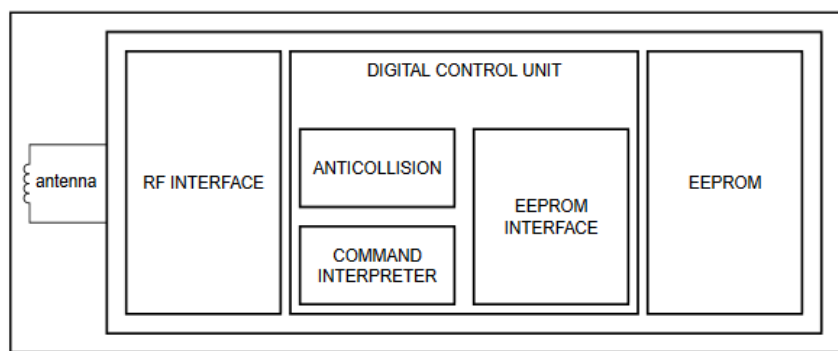 DIGITAL CONTROL UNIT
antenna
RF INTERFACE
ANTICOLLISION
COMMAND
INTERPRETER
EEPROM
INTERFACE
EEPROM